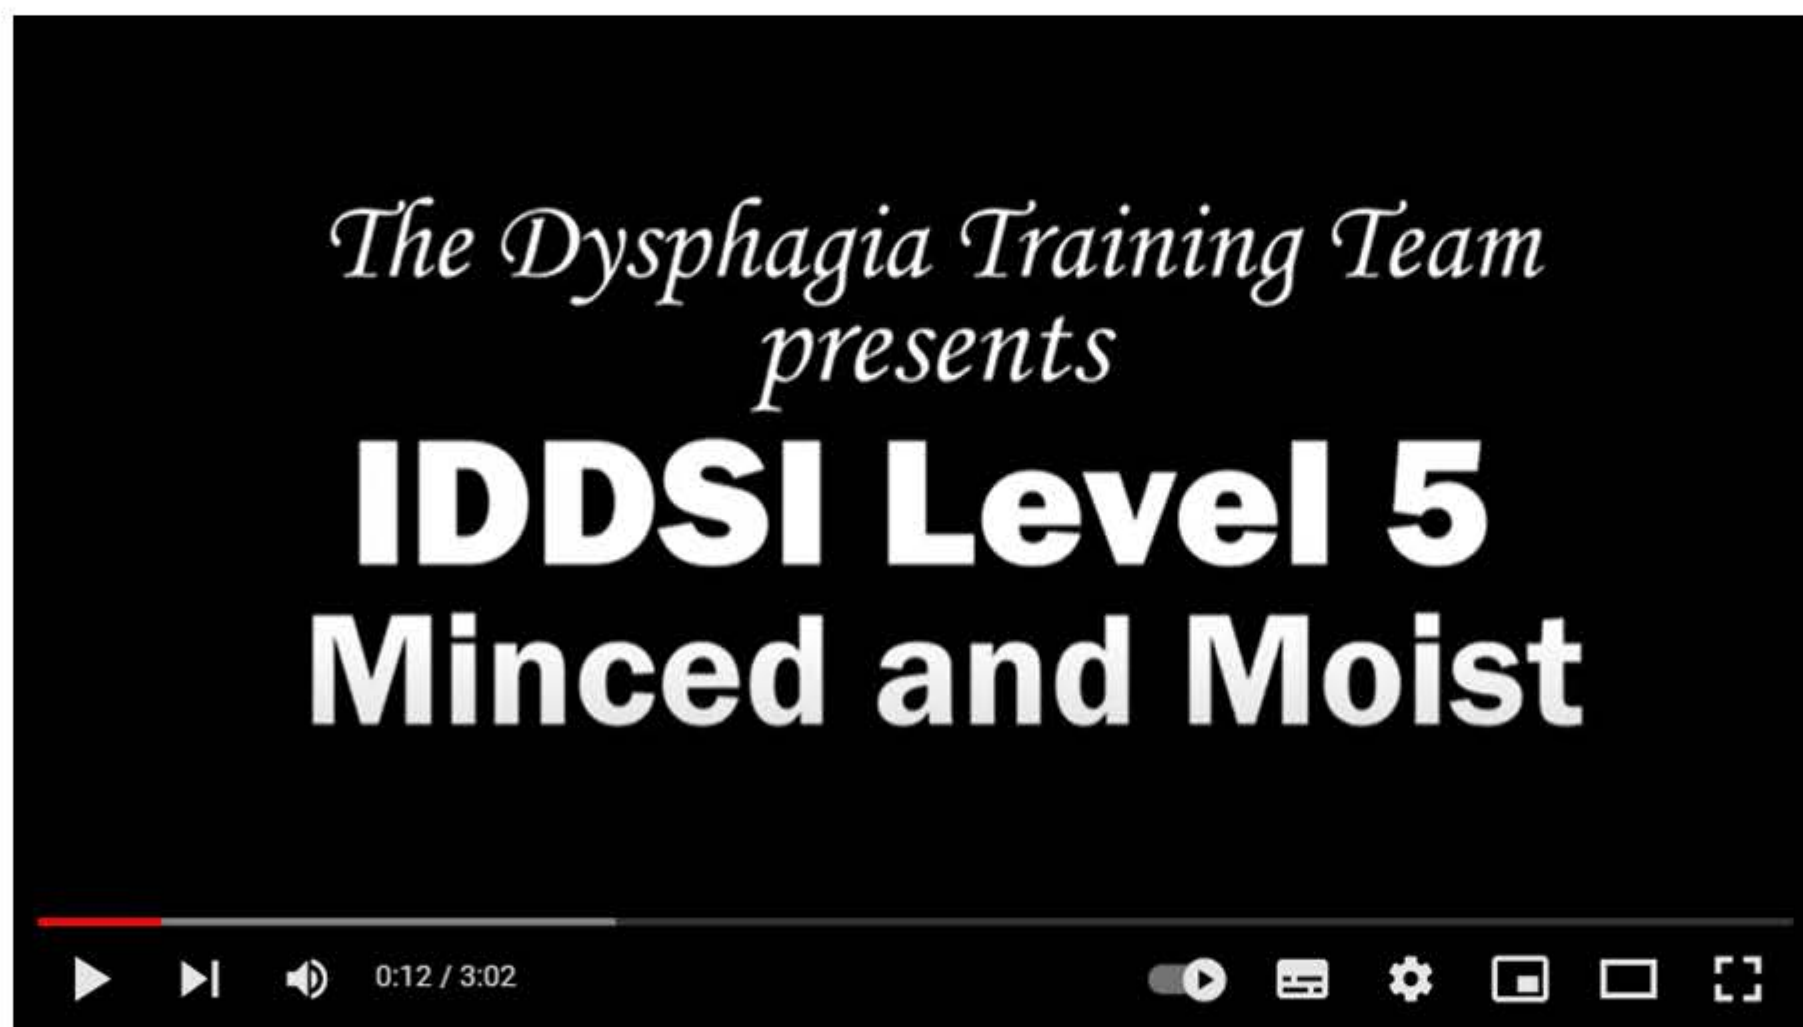 The Dysphagia Training Team
presents
IDDSI Level 5
Minced and Moist
0:12 / 3:02